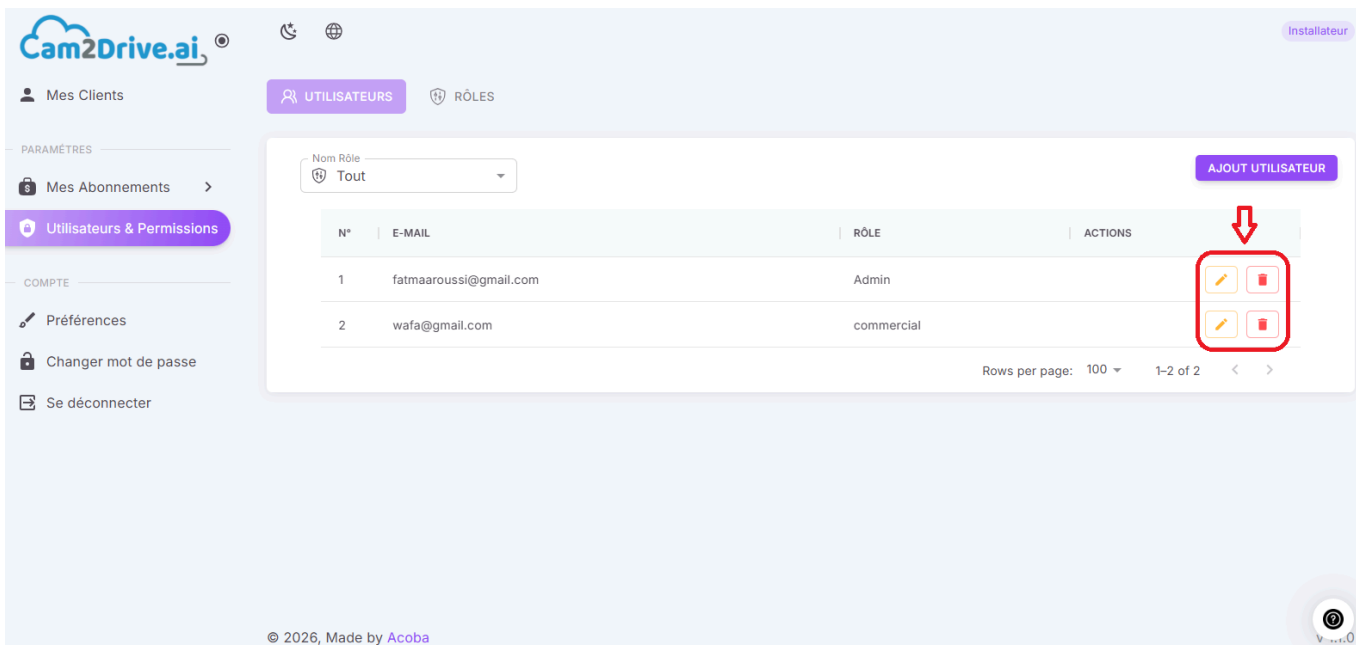 Cam2Drive.ai
Installateur
Mes Clients
UTILISATEURS
RÔLES
PARAMÈTRES
Nom Rôle
Tout
AJOUT UTILISATEUR
Mes Abonnements
Utilisateurs & Permissions
N° E-MAIL RÔLE ACTIONS
1 fatmaaroussi@gmail.com Admin
2 wafa@gmail.com commercial
COMPTE
Préférences
Changer mot de passe
Se déconnecter
Rows per page: 100 1–2 of 2
© 2026, Made by Acoba